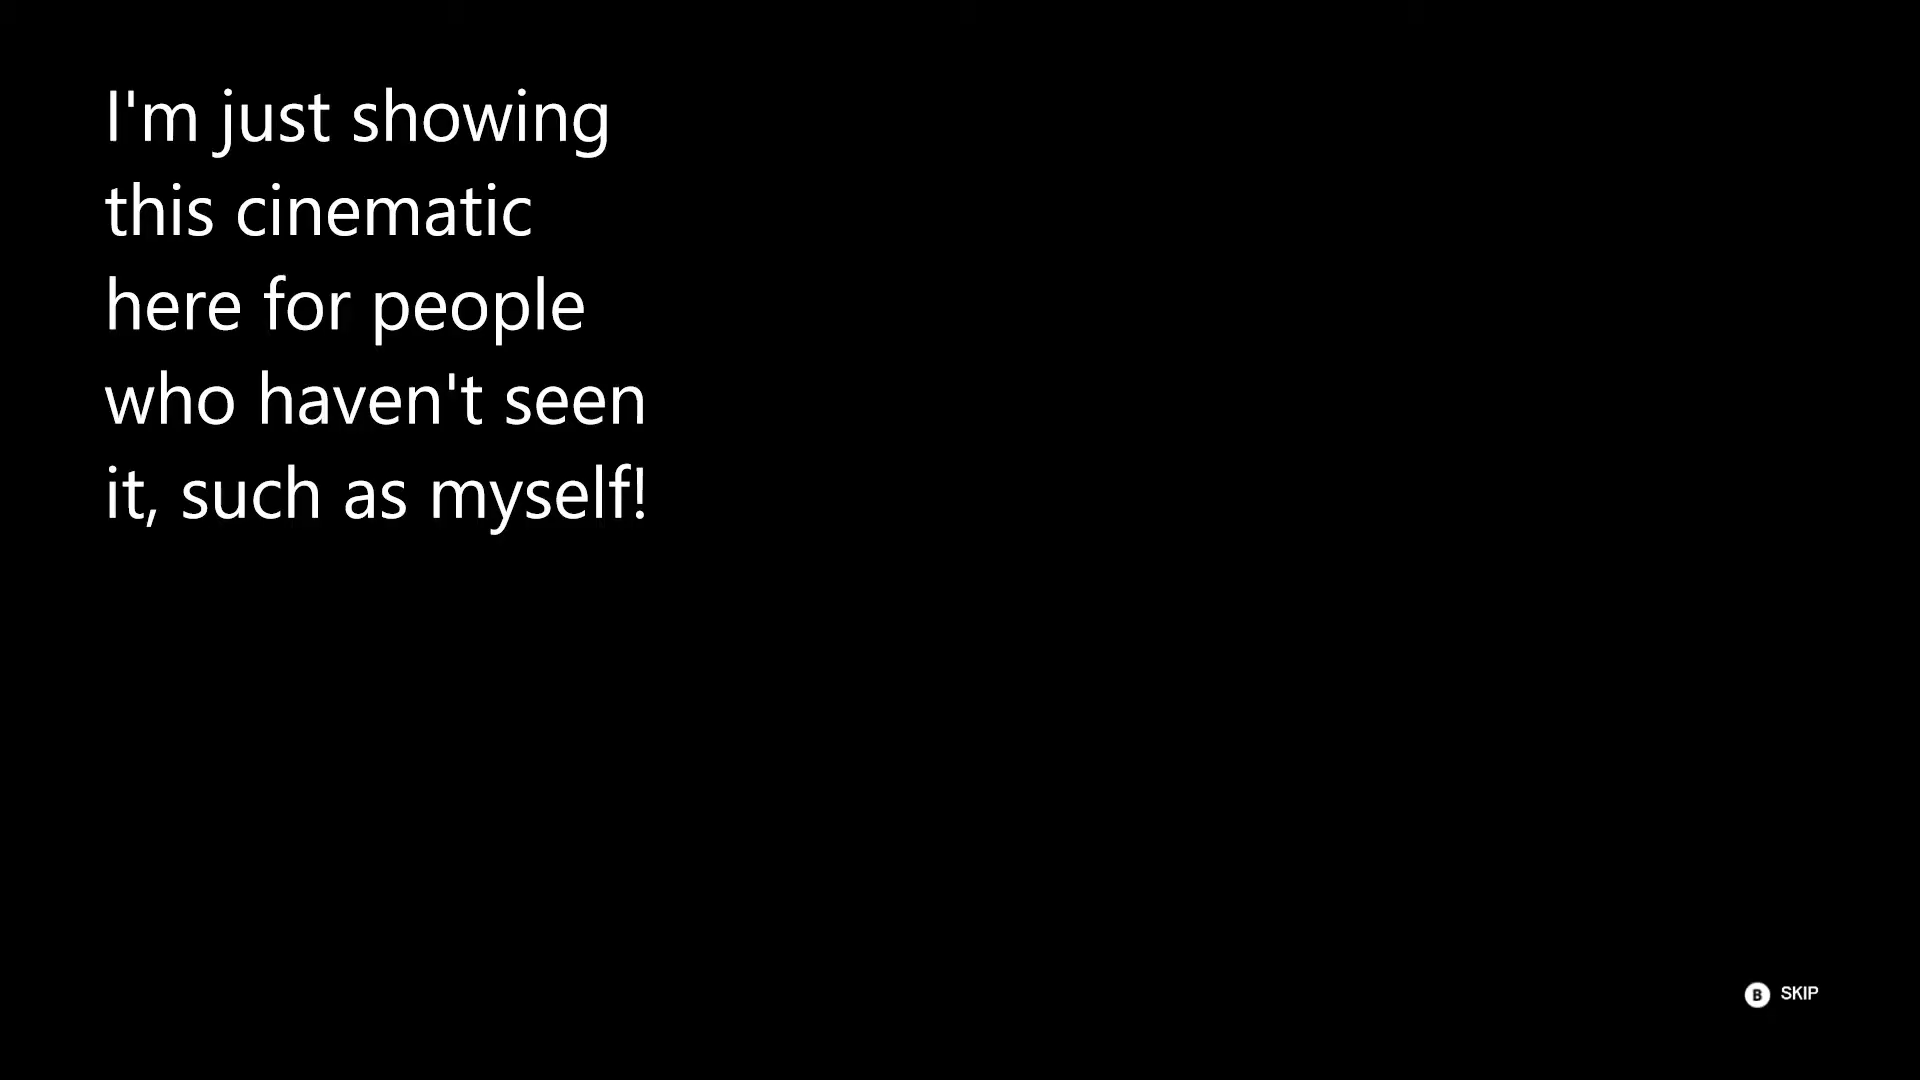 I'm just showing
this cinematic
here for people
who haven't seen
it, such as myself!
B SKIP